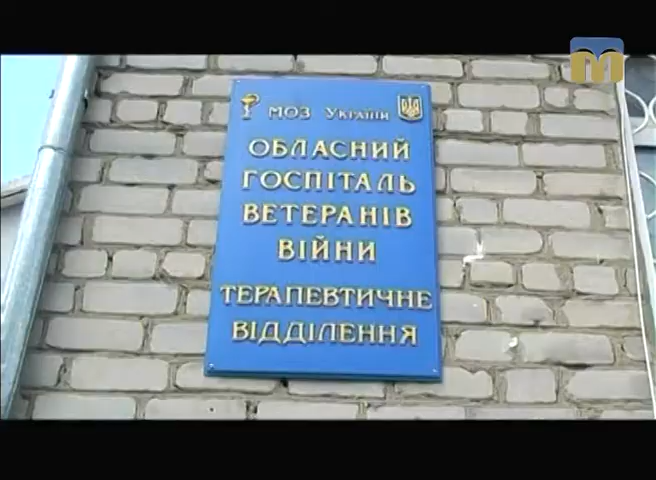 МОЗ України
ОБЛАСНИЙ
ГОСПІТАЛЬ
ВЕТЕРАНІВ
ВІЙНИ
ТЕРАПЕВТИЧНЕ
ВІДДІЛЕННЯ